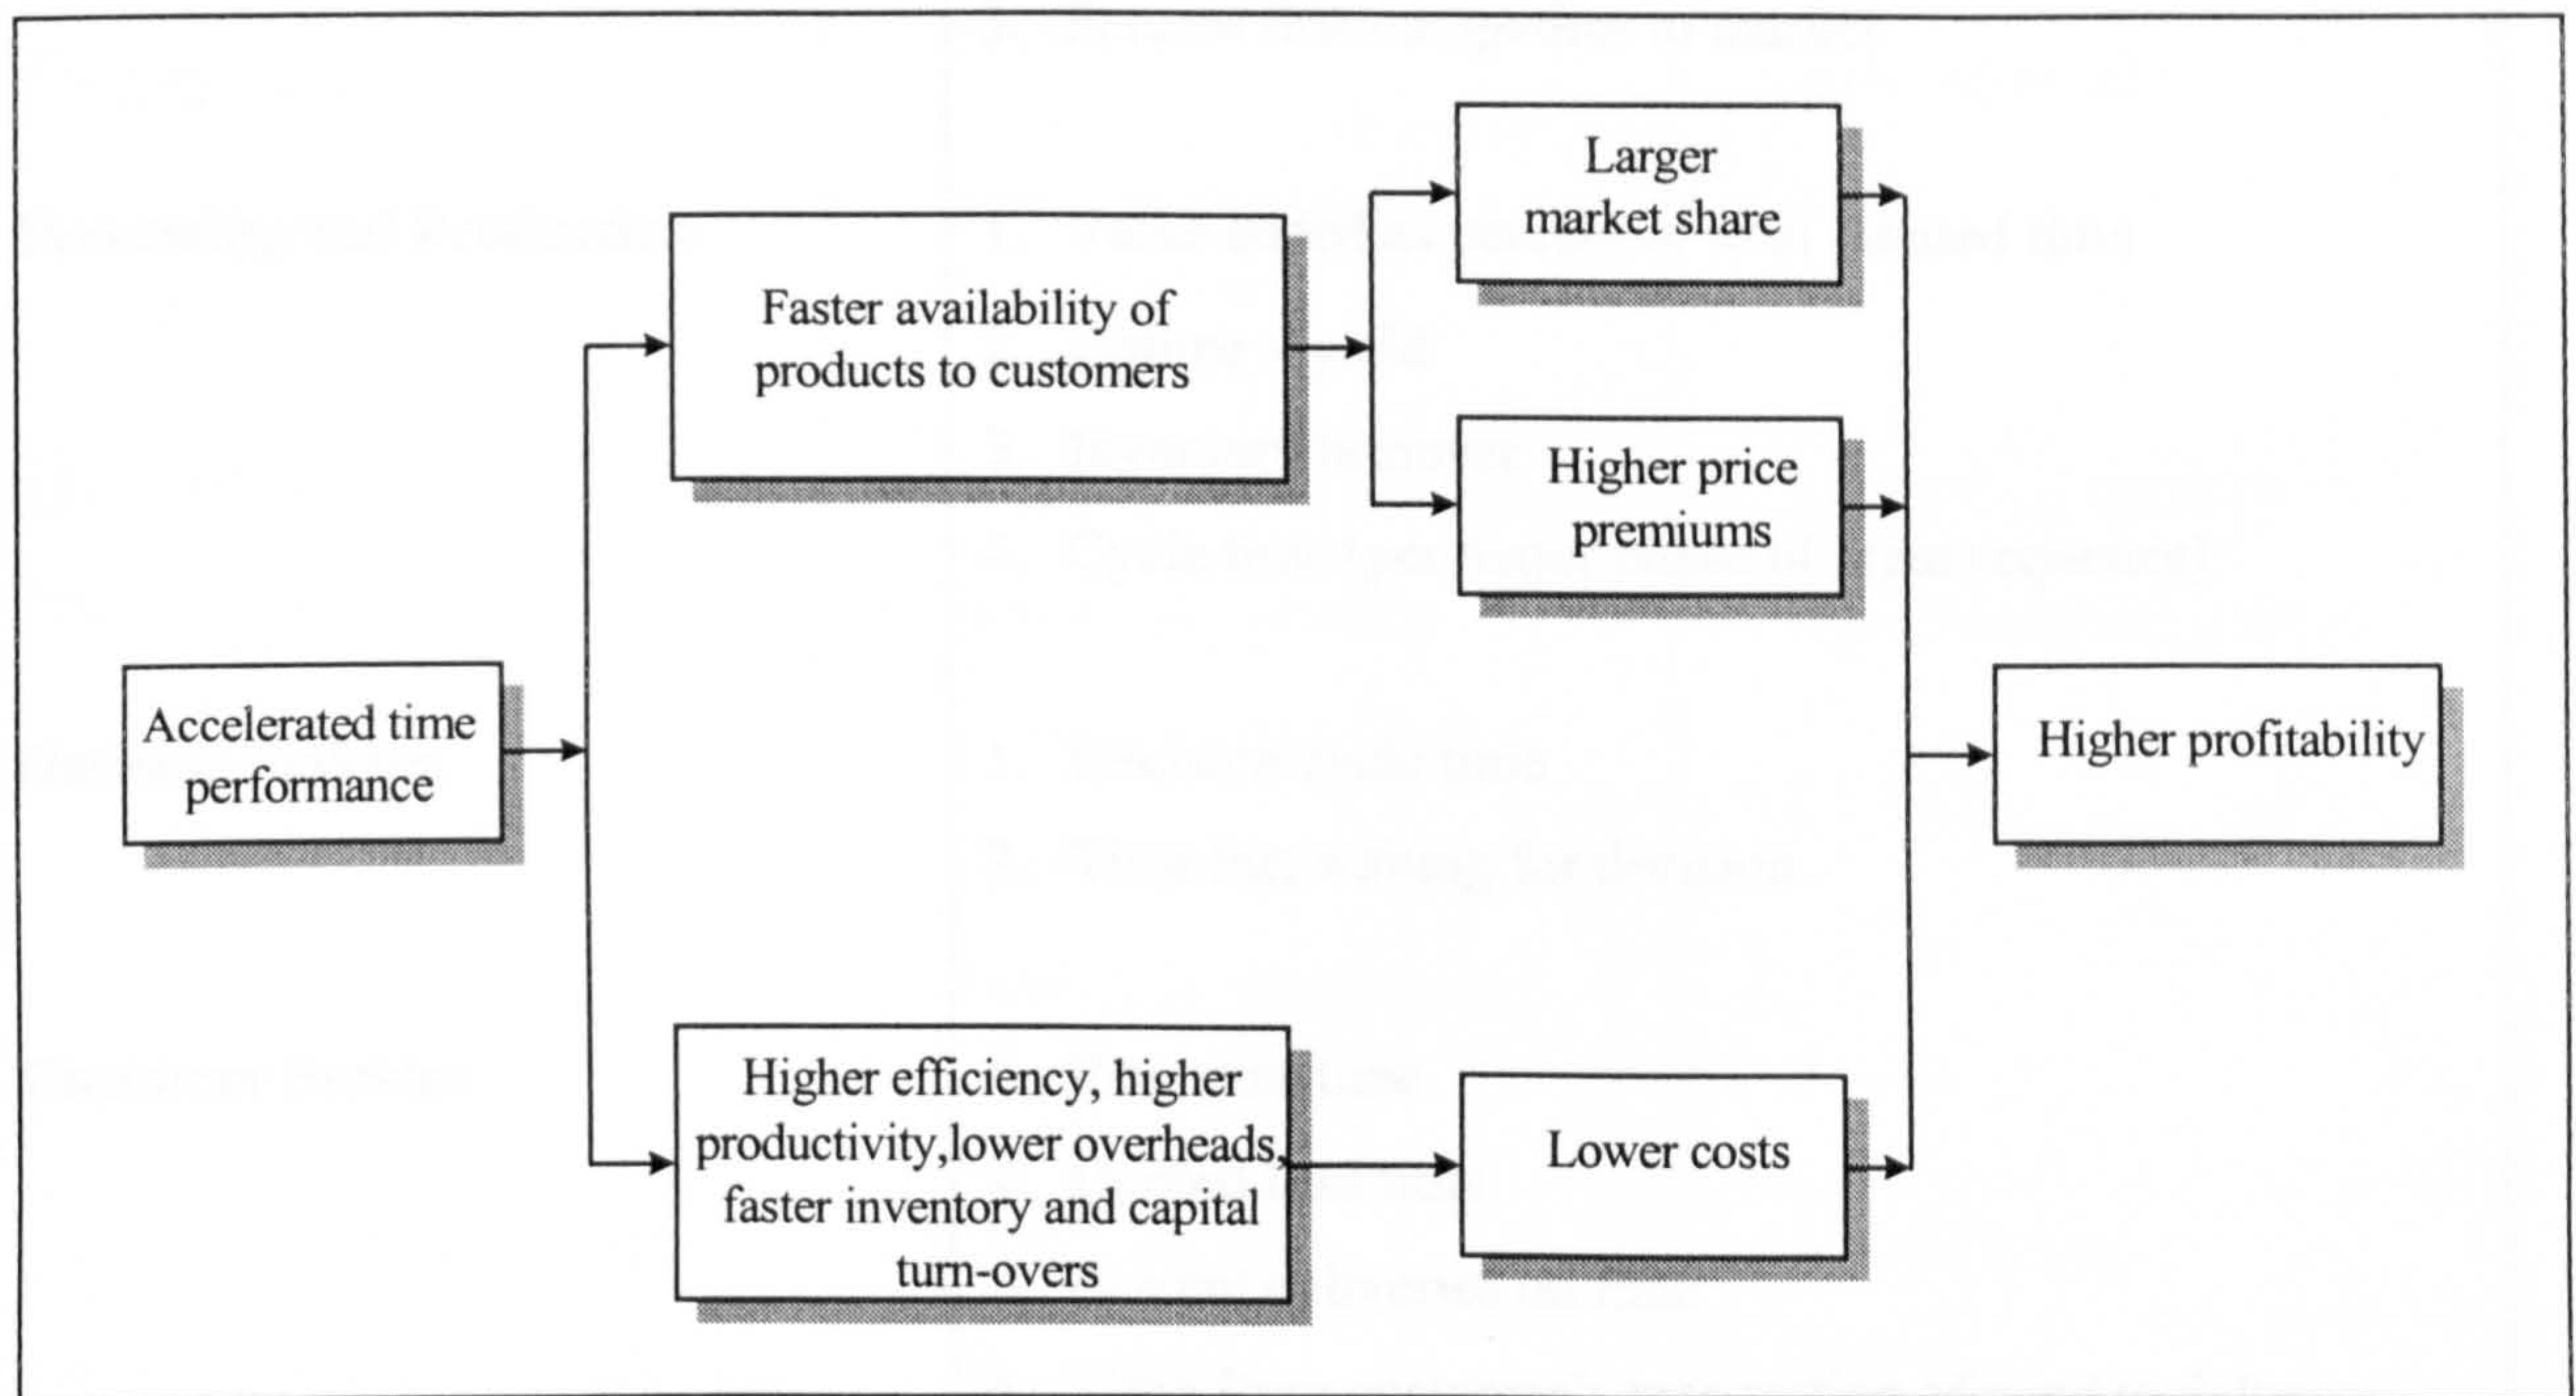 Larger
market share
Faster availability of
products to customers
Higher price
premiums
Accelerated time
performance
Higher profitability
Higher efficiency, higher
productivity,lower overheads,
faster inventory and capital
turn-overs
Lower costs